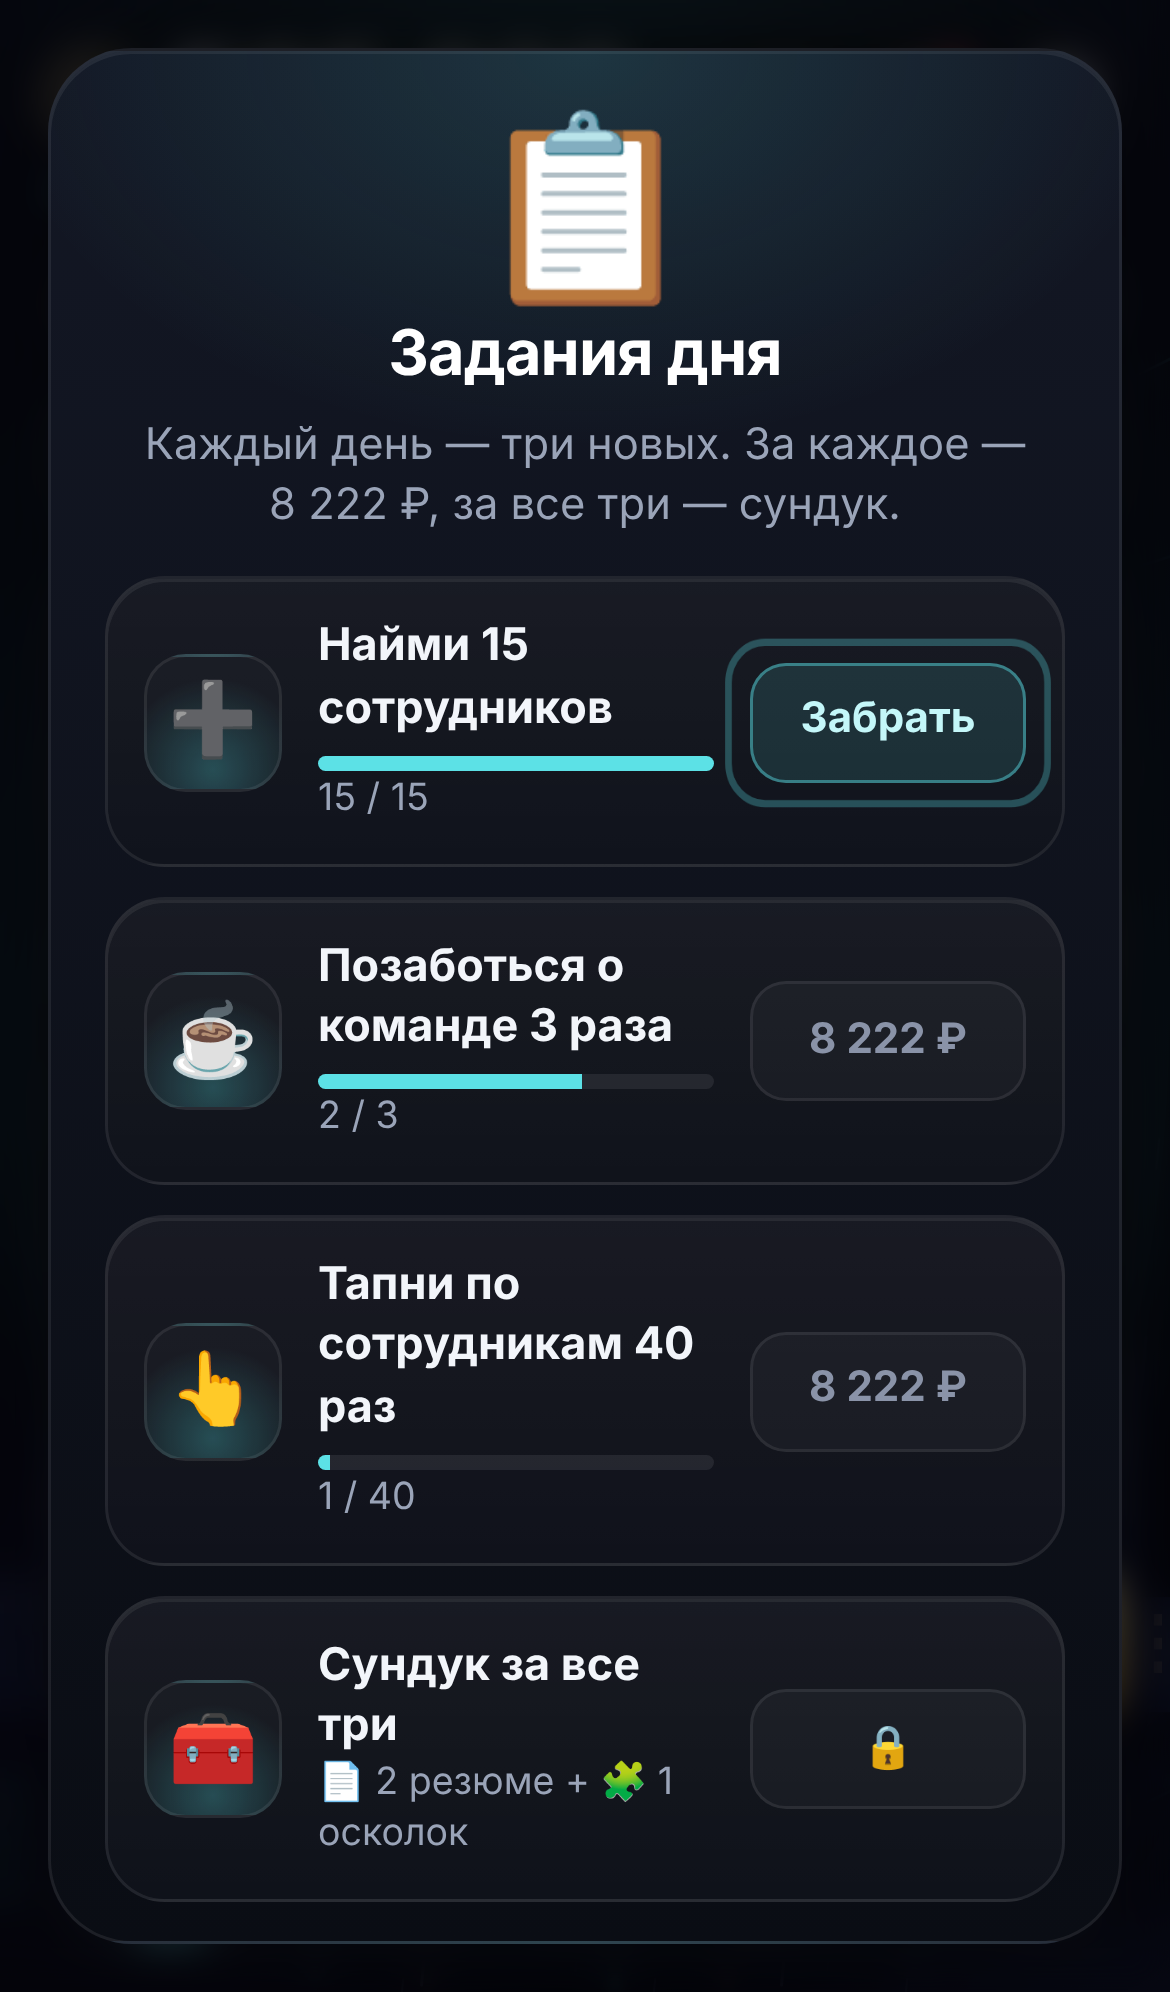 Задания дня
Каждый день — три новых. За каждое —
8 222 ₽, за все три — сундук.
Найми 15
сотрудников
15 / 15
Забрать
Позаботься о
команде 3 раза
2 / 3
8 222 ₽
Тапни по
сотрудникам 40
раз
1 / 40
8 222 ₽
Сундук за все
три
📄 2 резюме + 🧩 1
осколок